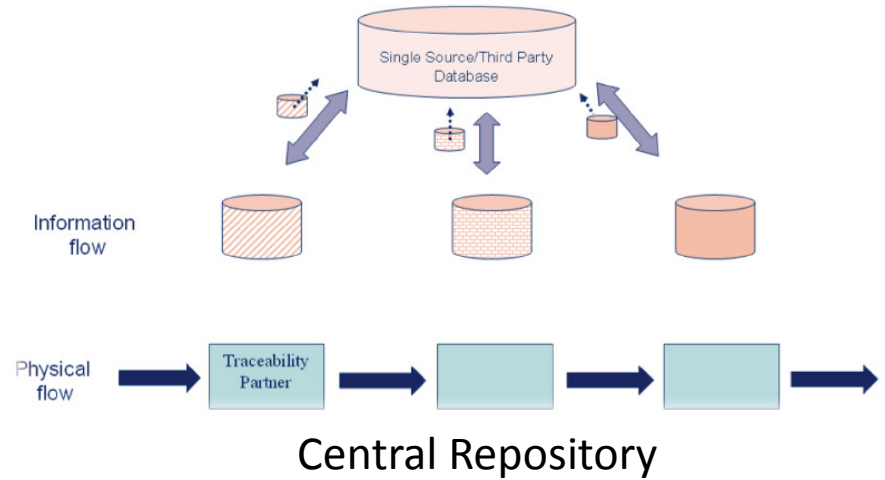 Single Source/Third Party
Database
Information
flow
Physical
flow
Traceability
Partner
Central Repository